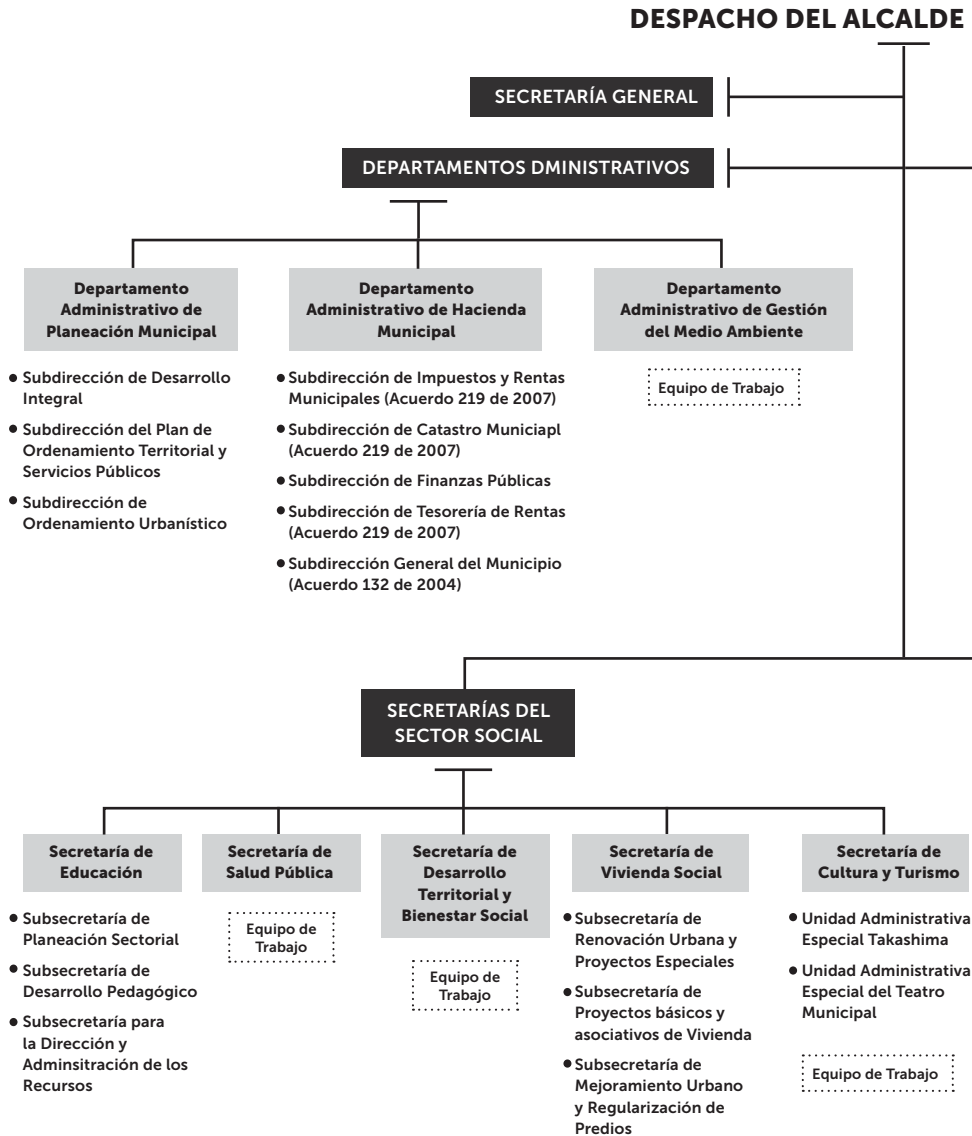 DESPACHO DEL ALCALDE
SECRETARÍA GENERAL
DEPARTAMENTOS DMINISTRATIVOS
Departamento
Administrativo de
Planeación Municipal
• Subdirección de Desarrollo
Integral
• Subdirección del Plan de
Ordenamiento Territorial y
Servicios Públicos
• Subdirección de
Ordenamiento Urbanístico
Departamento
Administrativo de Hacienda
Municipal
• Subdirección de Impuestos y Rentas
Municipales (Acuerdo 219 de 2007)
• Subdirección de Catastro Municiapl
(Acuerdo 219 de 2007)
• Subdirección de Finanzas Públicas
• Subdirección de Tesorería de Rentas
(Acuerdo 219 de 2007)
• Subdirección General del Municipio
(Acuerdo 132 de 2004)
Departamento
Administrativo de Gestión
del Medio Ambiente
Equipo de Trabajo
SECRETARÍAS DEL
SECTOR SOCIAL
Secretaría de
Educación
• Subsecretaría de
Planeación Sectorial
• Subsecretaría de
Desarrollo Pedagógico
• Subsecretaría para
la Dirección y
Adminsitración de los
Recursos
Secretaría de
Salud Pública
Equipo de
Trabajo
Secretaría de
Desarrollo
Territorial y
Bienestar Social
Equipo de
Trabajo
Secretaría de
Vivienda Social
• Subsecretaría de
Renovación Urbana y
Proyectos Especiales
• Subsecretaría de
Proyectos básicos y
asociativos de Vivienda
• Subsecretaría de
Mejoramiento Urbano
y Regularización de
Predios
Secretaría de
Cultura y Turismo
• Unidad Administrativa
Especial Takashima
• Unidad Administrativa
Especial del Teatro
Municipal
Equipo de Trabajo